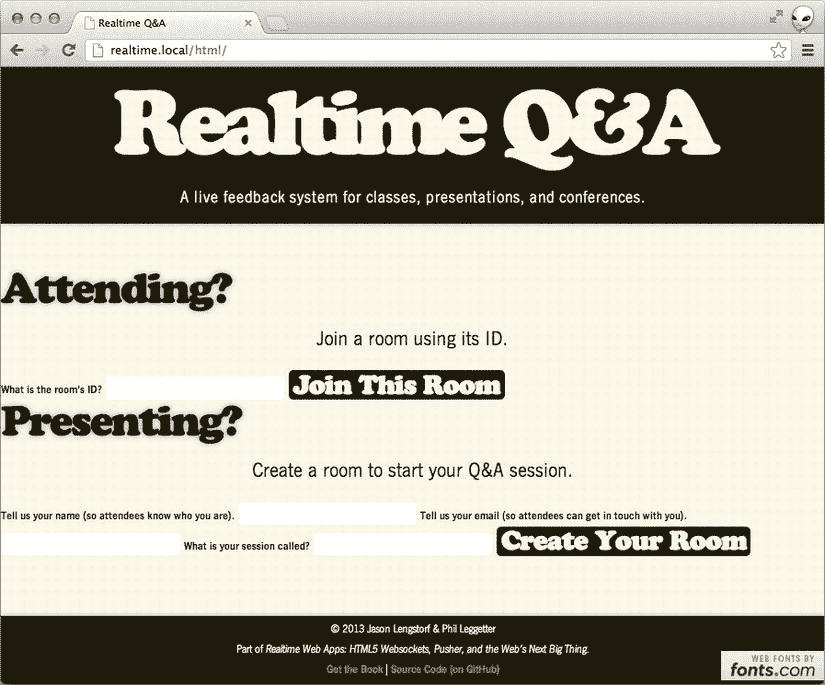 Realtime Q&A
realtime.local/html/
Realtime Q&A
A live feedback system for classes, presentations, and conferences.
Attending?
Join a room using its ID.
What is the room's ID? Join This Room
Presenting?
Create a room to start your Q&A session.
Tell us your name (so attendees know who you are). Tell us your email (so attendees can get in touch with you).
What is your session called? Create Your Room
© 2013 Jason Lengstorf & Phil Leggetter
Part of Realtime Web Apps: HTML5 Websockets, Pusher, and the Web's Next Big Thing.
Get the Book | Source Code (on GitHub)
WEB FONTS BY
fonts.com